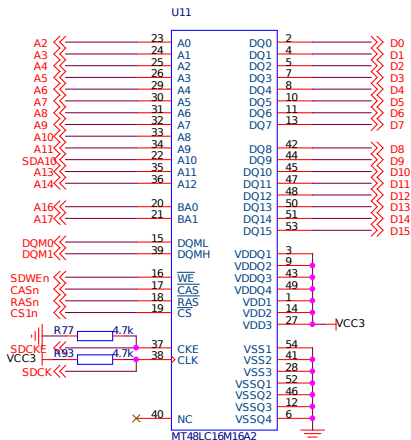 U11
A2 23 A0 DQ0 2 D0
A3 24 A1 DQ1 4 D1
A4 25 A2 DQ2 5 D2
A5 26 A3 DQ3 7 D3
A6 29 A4 DQ4 8 D4
A7 30 A5 DQ5 10 D5
A8 31 A6 DQ6 11 D6
A9 32 A7 DQ7 13 D7
A10 33 A8
A11 34 A9 DQ8 42 D8
SDA10 22 A10 DQ9 44 D9
A13 35 A11 DQ10 45 D10
A14 36 A12 DQ11 47 D11
DQ12 48 D12
A16 20 BA0 DQ13 50 D13
A17 21 BA1 DQ14 51 D14
DQ15 53 D15
DQM0 15 DQML
DQM1 39 DQMH VDDQ1 3
VDDQ2 9
SDWEn 16 WE VDDQ3 43
CASn 17 CAS VDDQ4 49
RASn 18 RAS VDD1 1
CS1n 19 CS VDD2 14
VDD3 27 VCC3
R77 4.7k
SDCKE 37 CKE VSS1 54
VCC3 R93 4.7k 38 CLK VSS2 41
SDCK VSS3 28
VSSQ1 52
VSSQ2 46
VSSQ3 12
40 NC VSSQ4 6
MT48LC16M16A2